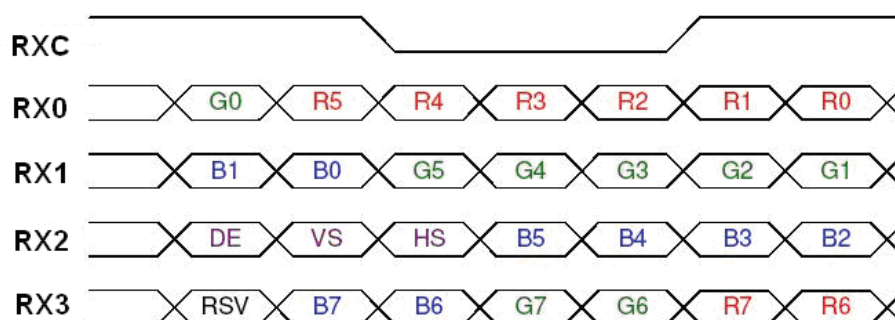 RXC
RX0 G0 R5 R4 R3 R2 R1 R0
RX1 B1 B0 G5 G4 G3 G2 G1
RX2 DE VS HS B5 B4 B3 B2
RX3 RSV B7 B6 G7 G6 R7 R6